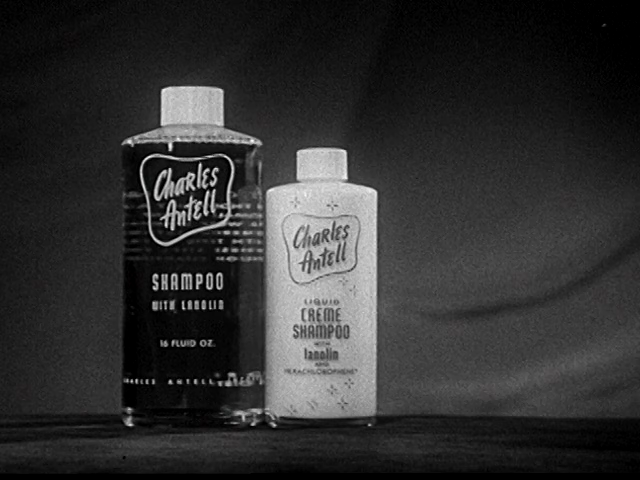 Charles
Antell
SHAMPOO
WITH LANOLIN
16 FLUID OZ.
CHARLES ANTELL
Charles
Antell
LIQUID
CREME
SHAMPOO
WITH
lanolin
AND
HEXACHLOROPHENE